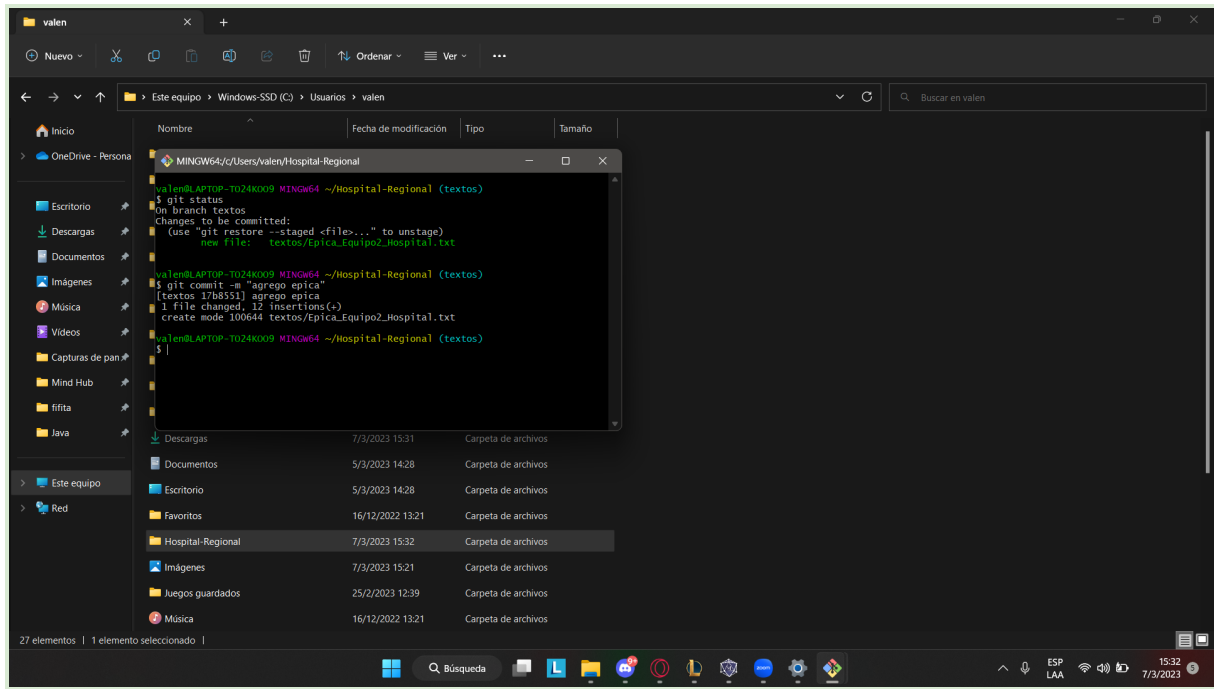 valen
Nuevo
Ordenar
Ver
Este equipo
Windows-SSD (C:)
Usuarios
valen
Buscar en valen
Inicio
OneDrive - Persona
Escritorio
Descargas
Documentos
Imágenes
Música
Vídeos
Capturas de pan
Mind Hub
fifita
Java
Este equipo
Red
Nombre
Fecha de modificación
Tipo
Tamaño
MINGW64:/c/Users/valen/Hospital-Regional
valen@LAPTOP-TO24KOO9 MINGW64 ~/Hospital-Regional (textos)
$ git status
On branch textos
Changes to be committed:
(use "git restore --staged <file>..." to unstage)
new file: textos/Epica_Equipo2_Hospital.txt
valen@LAPTOP-TO24KOO9 MINGW64 ~/Hospital-Regional (textos)
$ git commit -m "agrego epica"
[textos 17b8551] agrego epica
1 file changed, 12 insertions(+)
create mode 100644 textos/Epica_Equipo2_Hospital.txt
valen@LAPTOP-TO24KOO9 MINGW64 ~/Hospital-Regional (textos)
$
Descargas 7/3/2023 15:31 Carpeta de archivos
Documentos 5/3/2023 14:28 Carpeta de archivos
Escritorio 5/3/2023 14:28 Carpeta de archivos
Favoritos 16/12/2022 13:21 Carpeta de archivos
Hospital-Regional 7/3/2023 15:32 Carpeta de archivos
Imágenes 7/3/2023 15:21 Carpeta de archivos
Juegos guardados 25/2/2023 12:39 Carpeta de archivos
Música 16/12/2022 13:21 Carpeta de archivos
27 elementos
1 elemento seleccionado
Búsqueda
L
zoom
ESP
LAA
15:32
7/3/2023
5